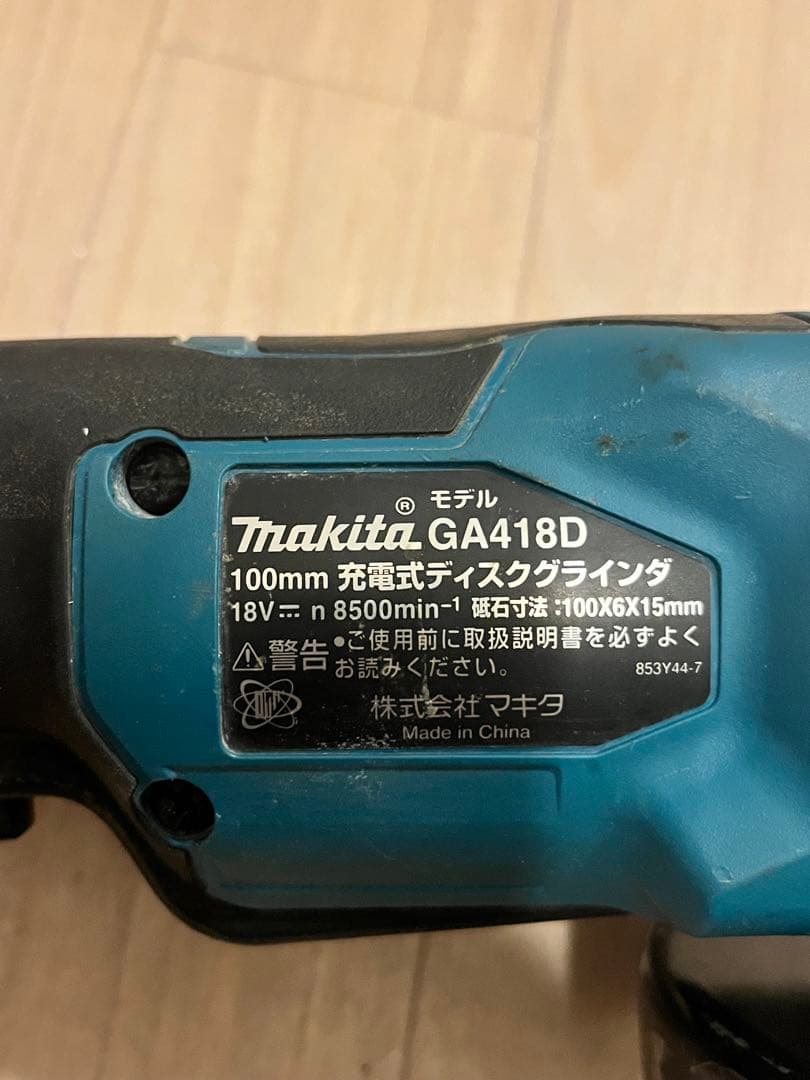 モデル
makita® GA418D
100mm 充電式ディスクグラインダ
18V⎓ n 8500min⁻¹ 砥石寸法:100X6X15mm
⚠警告 •ご使用前に取扱説明書を必ずよく
お読みください。 853Y44-7
株式会社マキタ
Made in China